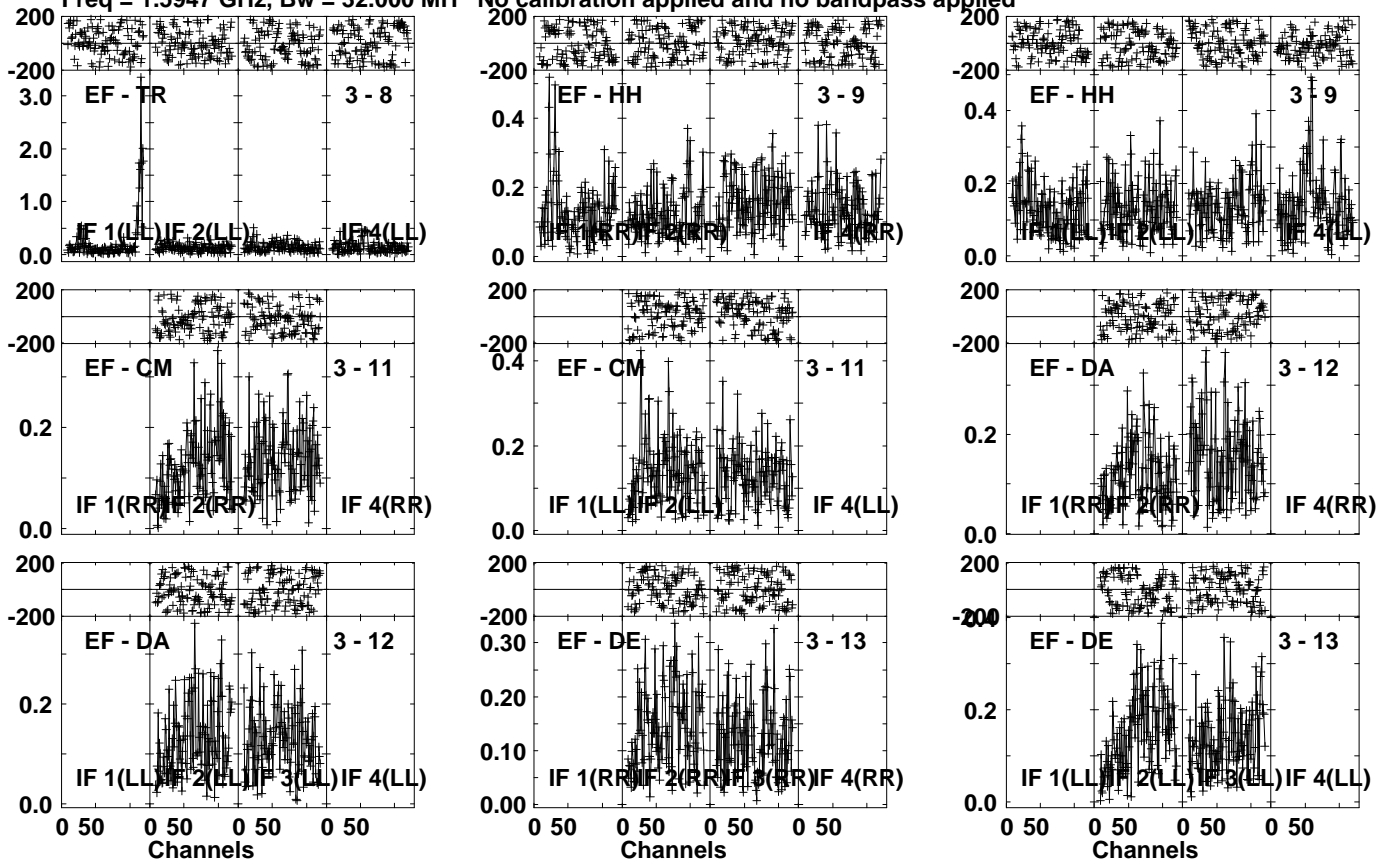 Freq = 1.5947 GHz, Bw = 32.000 MH No calibration applied and no bandpass applied
200 200 200
-200 -200 -200
EF - TR 3 - 8 EF - HH 3 - 9 EF - HH 3 - 9
3.0 0.4 0.4
2.0
0.2 0.2
1.0
IF 1(LL) IF 2(LL) IF 4(LL) IF 1(RR) IF 2(RR) IF 4(RR) IF 1(LL) IF 2(LL) IF 4(LL)
0.0 0.0 0.0
200 200 200
-200 -200 -200
EF - CM 3 - 11 EF - CM 3 - 11 EF - DA 3 - 12
0.4
0.2 0.2 0.2
IF 1(RR) IF 2(RR) IF 4(RR) IF 1(LL) IF 2(LL) IF 4(LL) IF 1(RR) IF 2(RR) IF 4(RR)
0.0 0.0 0.0
200 200 200
-200 -200 -200
0.4
EF - DA 3 - 12 EF - DE 3 - 13 EF - DE 3 - 13
0.30
0.2 0.20 0.2
0.10
IF 1(LL) IF 2(LL) IF 3(LL) IF 4(LL) IF 1(RR) IF 2(RR) IF 3(RR) IF 4(RR) IF 1(LL) IF 2(LL) IF 3(LL) IF 4(LL)
0.0 0.00 0.0
0 50 0 50 0 50 0 50 0 50 0 50 0 50 0 50 0 50
Channels Channels Channels